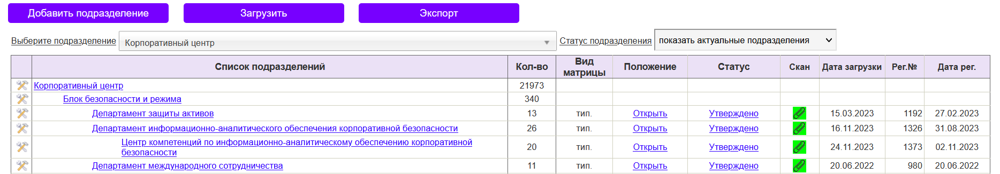 Добавить подразделение Загрузить Экспорт
Выберите подразделение Корпоративный центр Статус подразделения показать актуальные подразделения
Список подразделений Кол-во Вид матрицы Положение Статус Скан Дата загрузки Рег.№ Дата рег.
Корпоративный центр 21973
Блок безопасности и режима 340
Департамент защиты активов 13 тип. Открыть Утверждено 15.03.2023 1192 27.02.2023
Департамент информационно-аналитического обеспечения корпоративной безопасности 26 тип. Открыть Утверждено 16.11.2023 1326 31.08.2023
Центр компетенций по информационно-аналитическому обеспечению корпоративной
безопасности 20 тип. Открыть Утверждено 24.11.2023 1373 02.11.2023
Департамент международного сотрудничества 11 тип. Открыть Утверждено 20.06.2022 980 20.06.2022